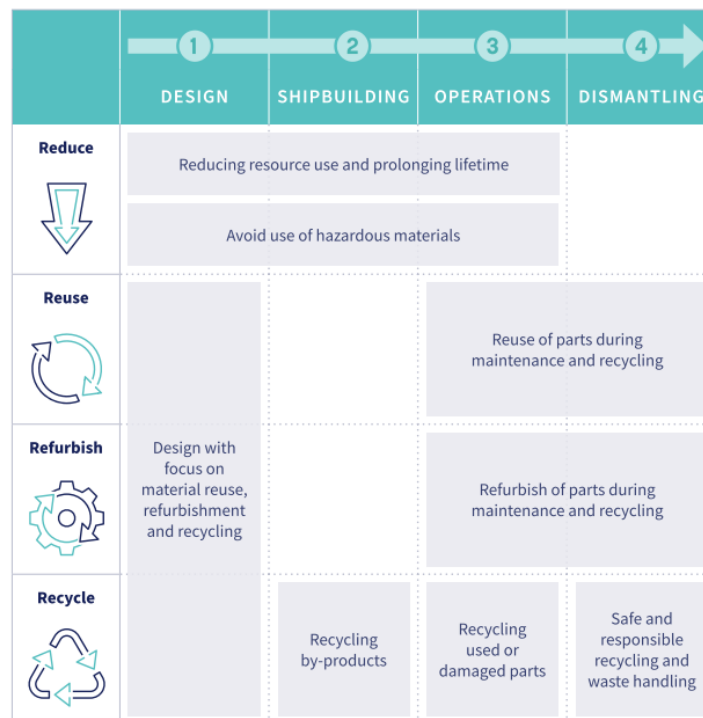 1 2 3 4
DESIGN SHIPBUILDING OPERATIONS DISMANTLING
Reduce
Reducing resource use and prolonging lifetime
Avoid use of hazardous materials
Reuse
Reuse of parts during
maintenance and recycling
Refurbish
Design with
focus on
material reuse,
refurbishment
and recycling
Refurbish of parts during
maintenance and recycling
Recycle
Recycling
by-products
Recycling
used or
damaged parts
Safe and
responsible
recycling and
waste handling